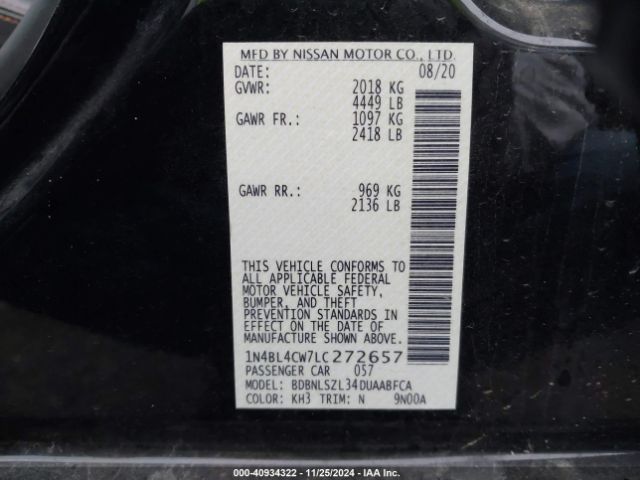 MFD BY NISSAN MOTOR CO., LTD.
DATE: 08/20
GVWR: 2018 KG
4449 LB
GAWR FR.: 1097 KG
2418 LB
GAWR RR.: 969 KG
2136 LB
THIS VEHICLE CONFORMS TO
ALL APPLICABLE FEDERAL
MOTOR VEHICLE SAFETY,
BUMPER, AND THEFT
PREVENTION STANDARDS IN
EFFECT ON THE DATE OF
MANUFACTURE SHOWN ABOVE.
1N4BL4CW7LC272657
PASSENGER CAR 057
MODEL: BDBNLSZL34DUAABFCA
COLOR: KH3 TRIM: N 9N00A
000-40934322 - 11/25/2024 - IAA Inc.